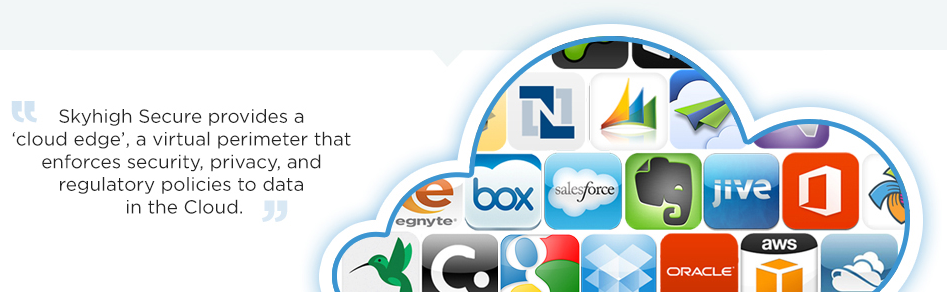 “ Skyhigh Secure provides a
‘cloud edge’, a virtual perimeter that
enforces security, privacy, and
regulatory policies to data
in the Cloud. ”
egnyte
box
salesforce
jive
ORACLE
aws